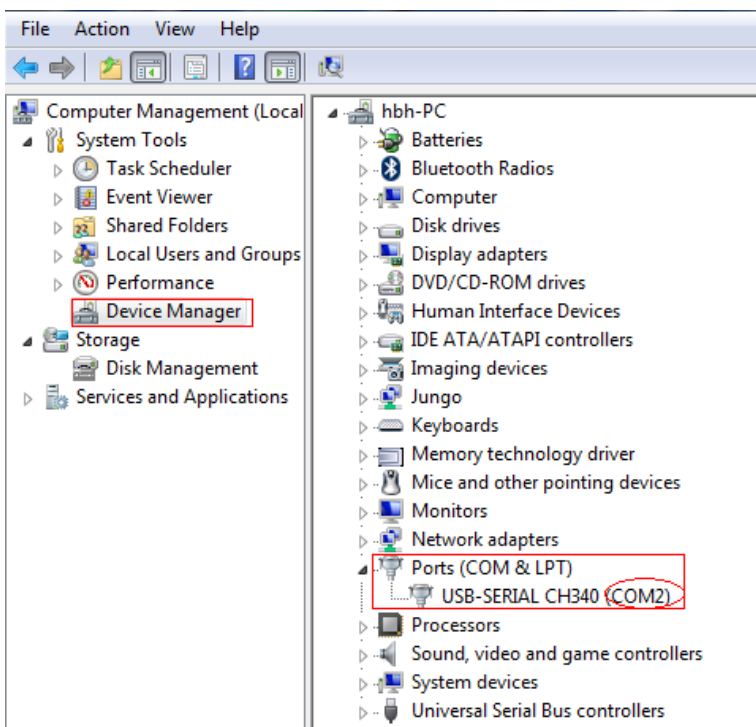 File Action View Help
Computer Management (Local
System Tools
Task Scheduler
Event Viewer
Shared Folders
Local Users and Groups
Performance
Device Manager
Storage
Disk Management
Services and Applications
hbh-PC
Batteries
Bluetooth Radios
Computer
Disk drives
Display adapters
DVD/CD-ROM drives
Human Interface Devices
IDE ATA/ATAPI controllers
Imaging devices
Jungo
Keyboards
Memory technology driver
Mice and other pointing devices
Monitors
Network adapters
Ports (COM & LPT)
USB-SERIAL CH340 (COM2)
Processors
Sound, video and game controllers
System devices
Universal Serial Bus controllers